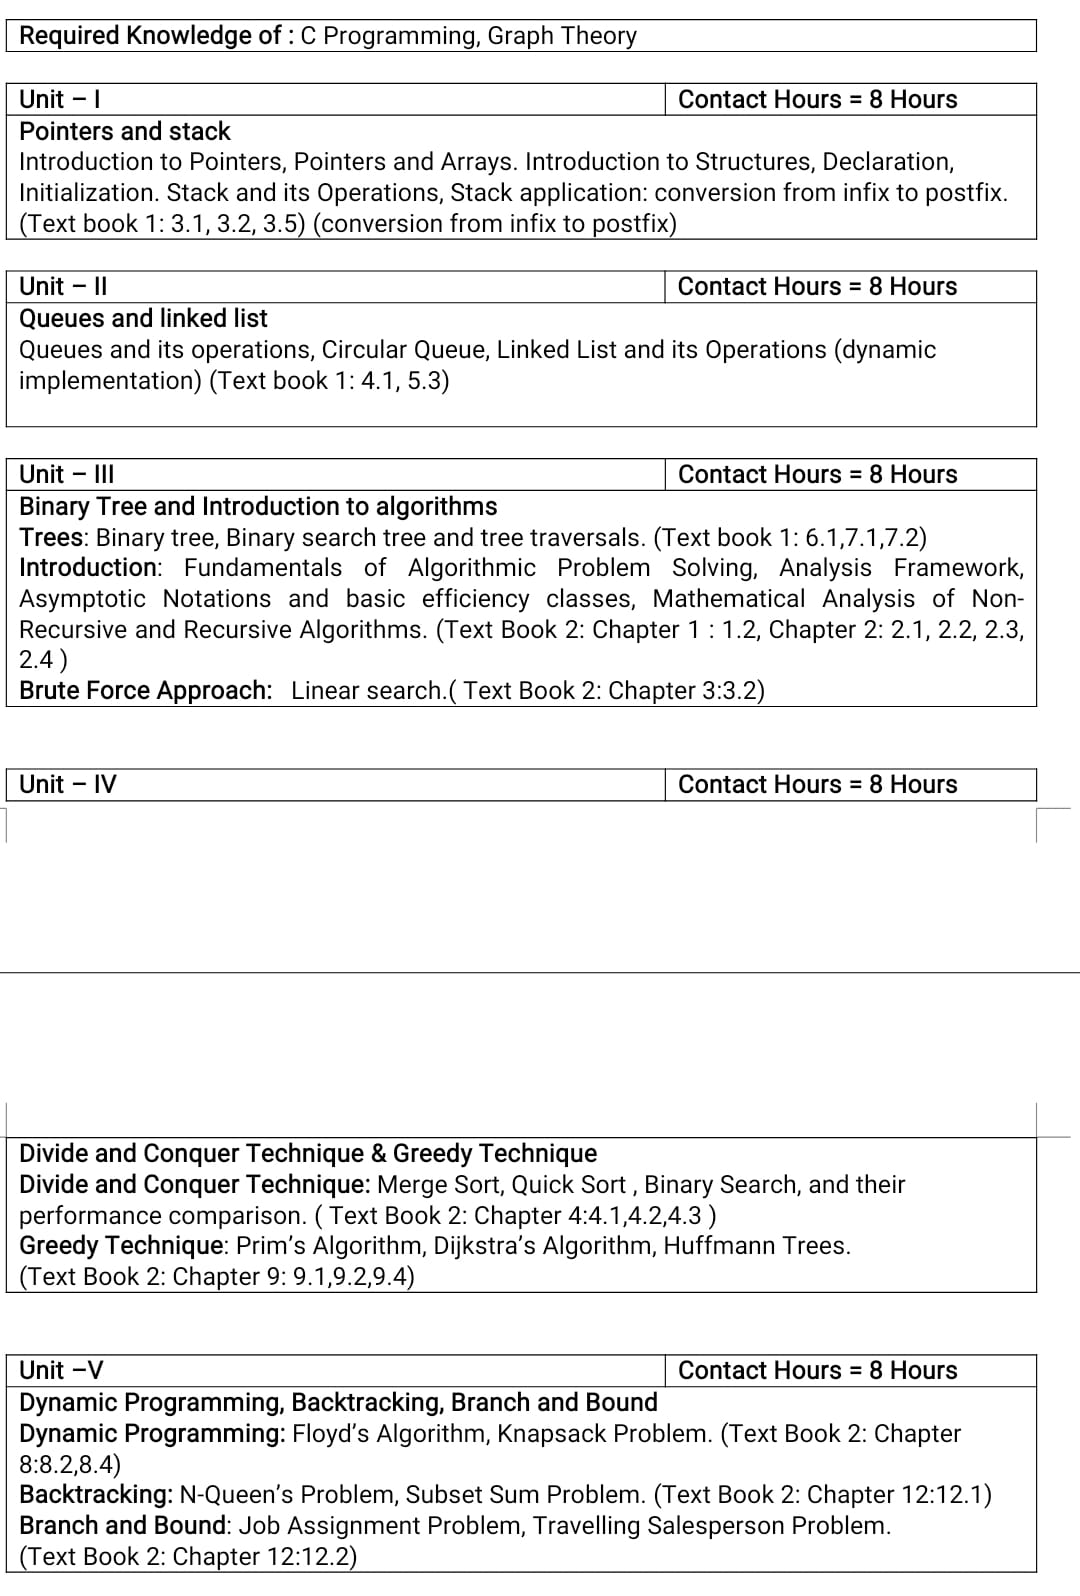 Required Knowledge of : C Programming, Graph Theory
Unit – I Contact Hours = 8 Hours
Pointers and stack
Introduction to Pointers, Pointers and Arrays. Introduction to Structures, Declaration,
Initialization. Stack and its Operations, Stack application: conversion from infix to postfix.
(Text book 1: 3.1, 3.2, 3.5) (conversion from infix to postfix)
Unit – II Contact Hours = 8 Hours
Queues and linked list
Queues and its operations, Circular Queue, Linked List and its Operations (dynamic
implementation) (Text book 1: 4.1, 5.3)
Unit – III Contact Hours = 8 Hours
Binary Tree and Introduction to algorithms
Trees: Binary tree, Binary search tree and tree traversals. (Text book 1: 6.1,7.1,7.2)
Introduction: Fundamentals of Algorithmic Problem Solving, Analysis Framework,
Asymptotic Notations and basic efficiency classes, Mathematical Analysis of Non-
Recursive and Recursive Algorithms. (Text Book 2: Chapter 1 : 1.2, Chapter 2: 2.1, 2.2, 2.3,
2.4 )
Brute Force Approach: Linear search.( Text Book 2: Chapter 3:3.2)
Unit – IV Contact Hours = 8 Hours
Divide and Conquer Technique & Greedy Technique
Divide and Conquer Technique: Merge Sort, Quick Sort , Binary Search, and their
performance comparison. ( Text Book 2: Chapter 4:4.1,4.2,4.3 )
Greedy Technique: Prim’s Algorithm, Dijkstra’s Algorithm, Huffmann Trees.
(Text Book 2: Chapter 9: 9.1,9.2,9.4)
Unit –V Contact Hours = 8 Hours
Dynamic Programming, Backtracking, Branch and Bound
Dynamic Programming: Floyd’s Algorithm, Knapsack Problem. (Text Book 2: Chapter
8:8.2,8.4)
Backtracking: N-Queen’s Problem, Subset Sum Problem. (Text Book 2: Chapter 12:12.1)
Branch and Bound: Job Assignment Problem, Travelling Salesperson Problem.
(Text Book 2: Chapter 12:12.2)